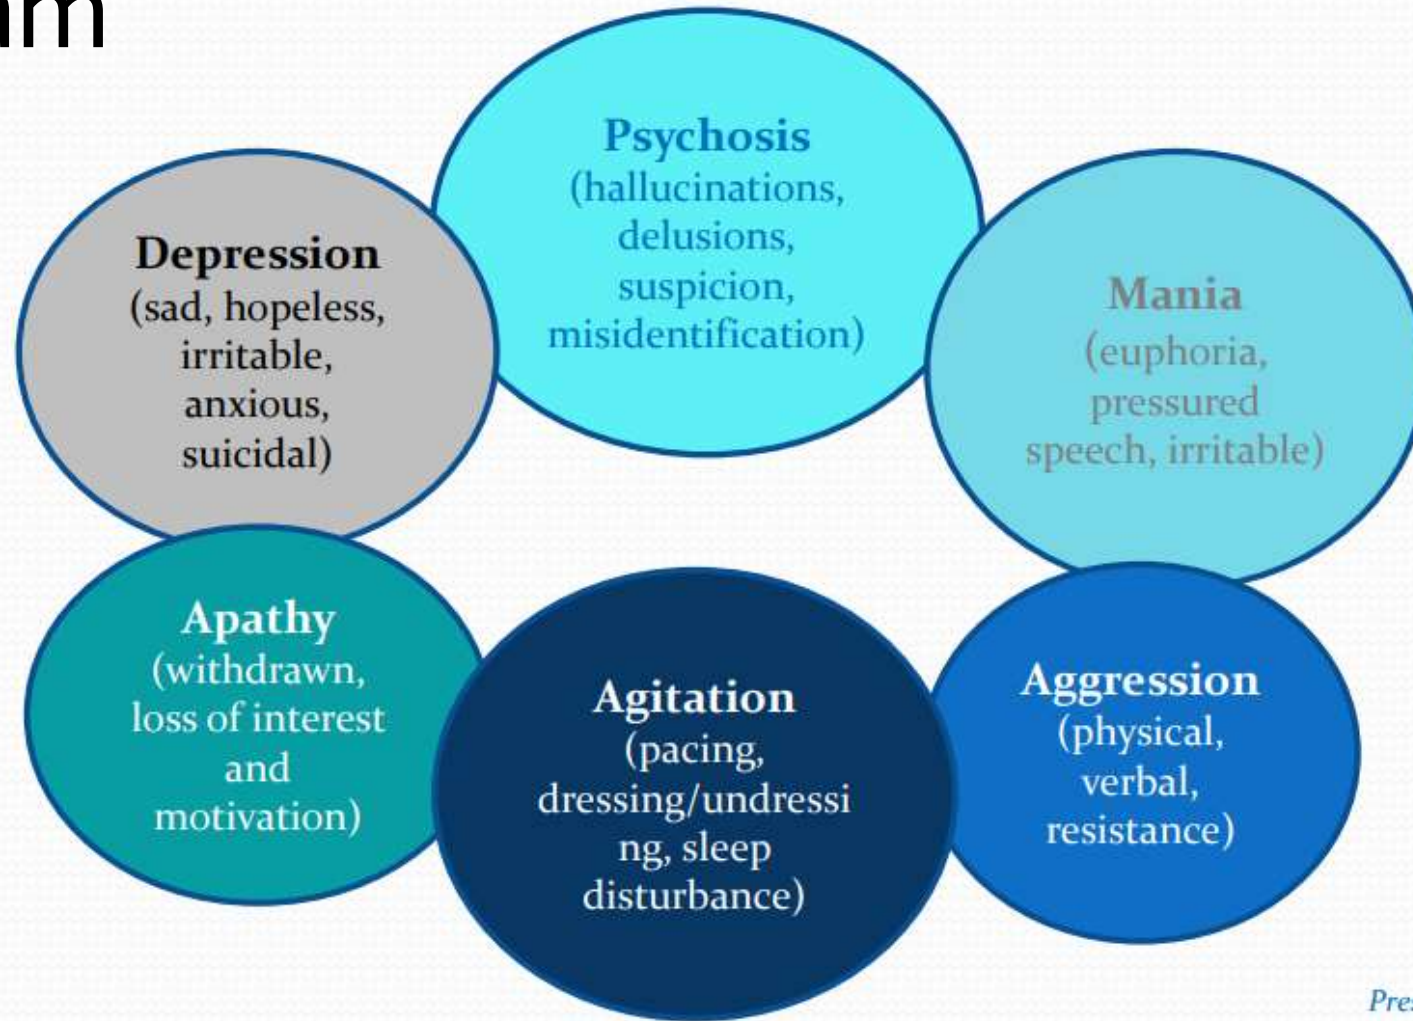 Psychosis
(hallucinations,
delusions,
suspicion,
misidentification)
Depression
(sad, hopeless,
irritable,
anxious,
suicidal)
Mania
(euphoria,
pressured
speech, irritable)
Apathy
(withdrawn,
loss of interest
and
motivation)
Agitation
(pacing,
dressing/undressi
ng, sleep
disturbance)
Aggression
(physical,
verbal,
resistance)